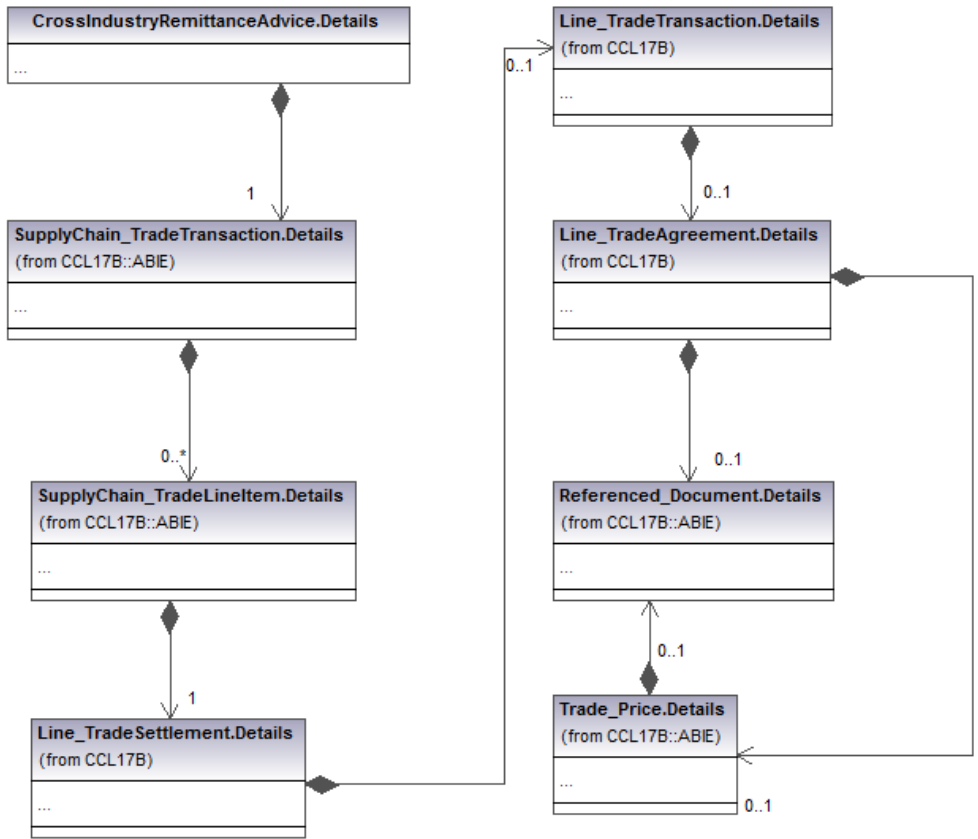 CrossIndustryRemittanceAdvice.Details
...
1
SupplyChain_TradeTransaction.Details
(from CCL17B::ABIE)
...
0..*
SupplyChain_TradeLineItem.Details
(from CCL17B::ABIE)
...
1
Line_TradeSettlement.Details
(from CCL17B)
...
0..1
Line_TradeTransaction.Details
(from CCL17B)
...
0..1
Line_TradeAgreement.Details
(from CCL17B)
...
0..1
Referenced_Document.Details
(from CCL17B::ABIE)
...
0..1
Trade_Price.Details
(from CCL17B::ABIE)
...
0..1